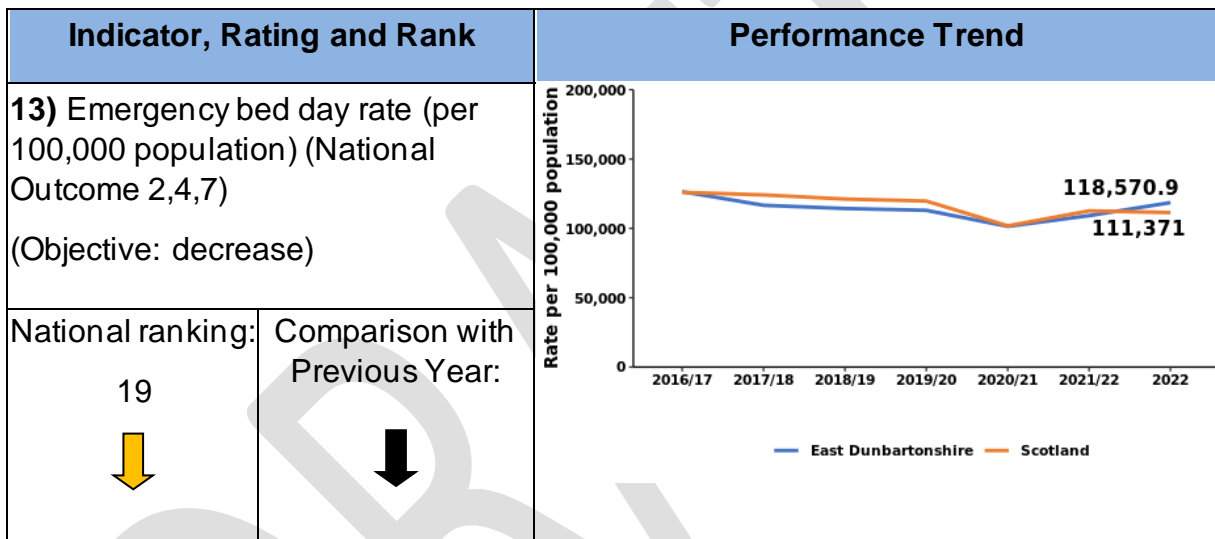 Indicator, Rating and Rank
Performance Trend
13) Emergency bed day rate (per
100,000 population) (National
Outcome 2,4,7)
(Objective: decrease)
National ranking:
19
Comparison with
Previous Year:
Rate per 100,000 population
200,000
150,000
100,000
50,000
0
118,570.9
111,371
2016/17 2017/18 2018/19 2019/20 2020/21 2021/22 2022
East Dunbartonshire Scotland